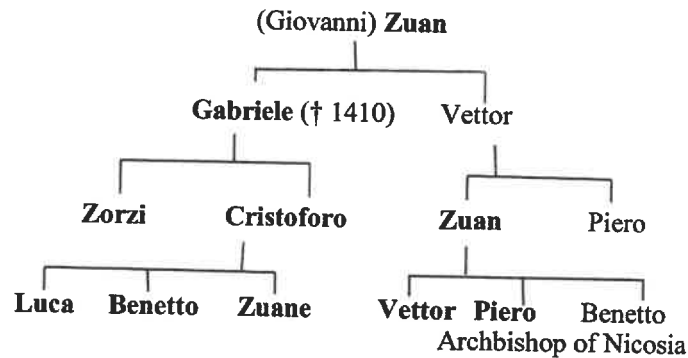 (Giovanni) Zuan
Gabriele († 1410) Vettor
Zorzi Cristoforo Zuan Piero
Luca Benetto Zuane Vettor Piero Benetto
Archbishop of Nicosia